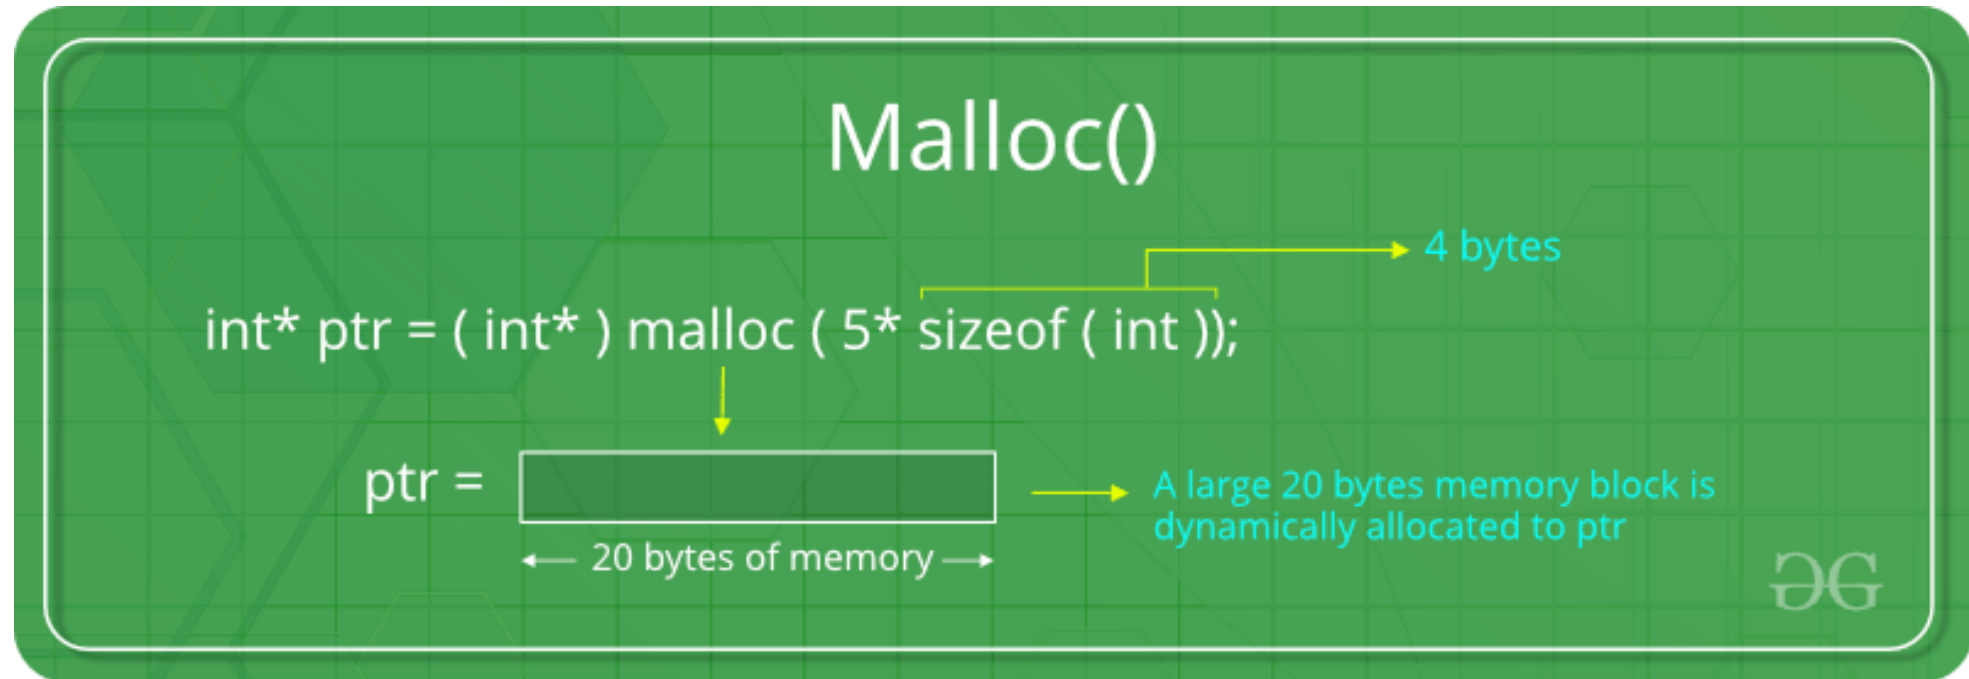 Malloc()
4 bytes
int* ptr = ( int* ) malloc ( 5* sizeof ( int ));
ptr =
A large 20 bytes memory block is
dynamically allocated to ptr
20 bytes of memory